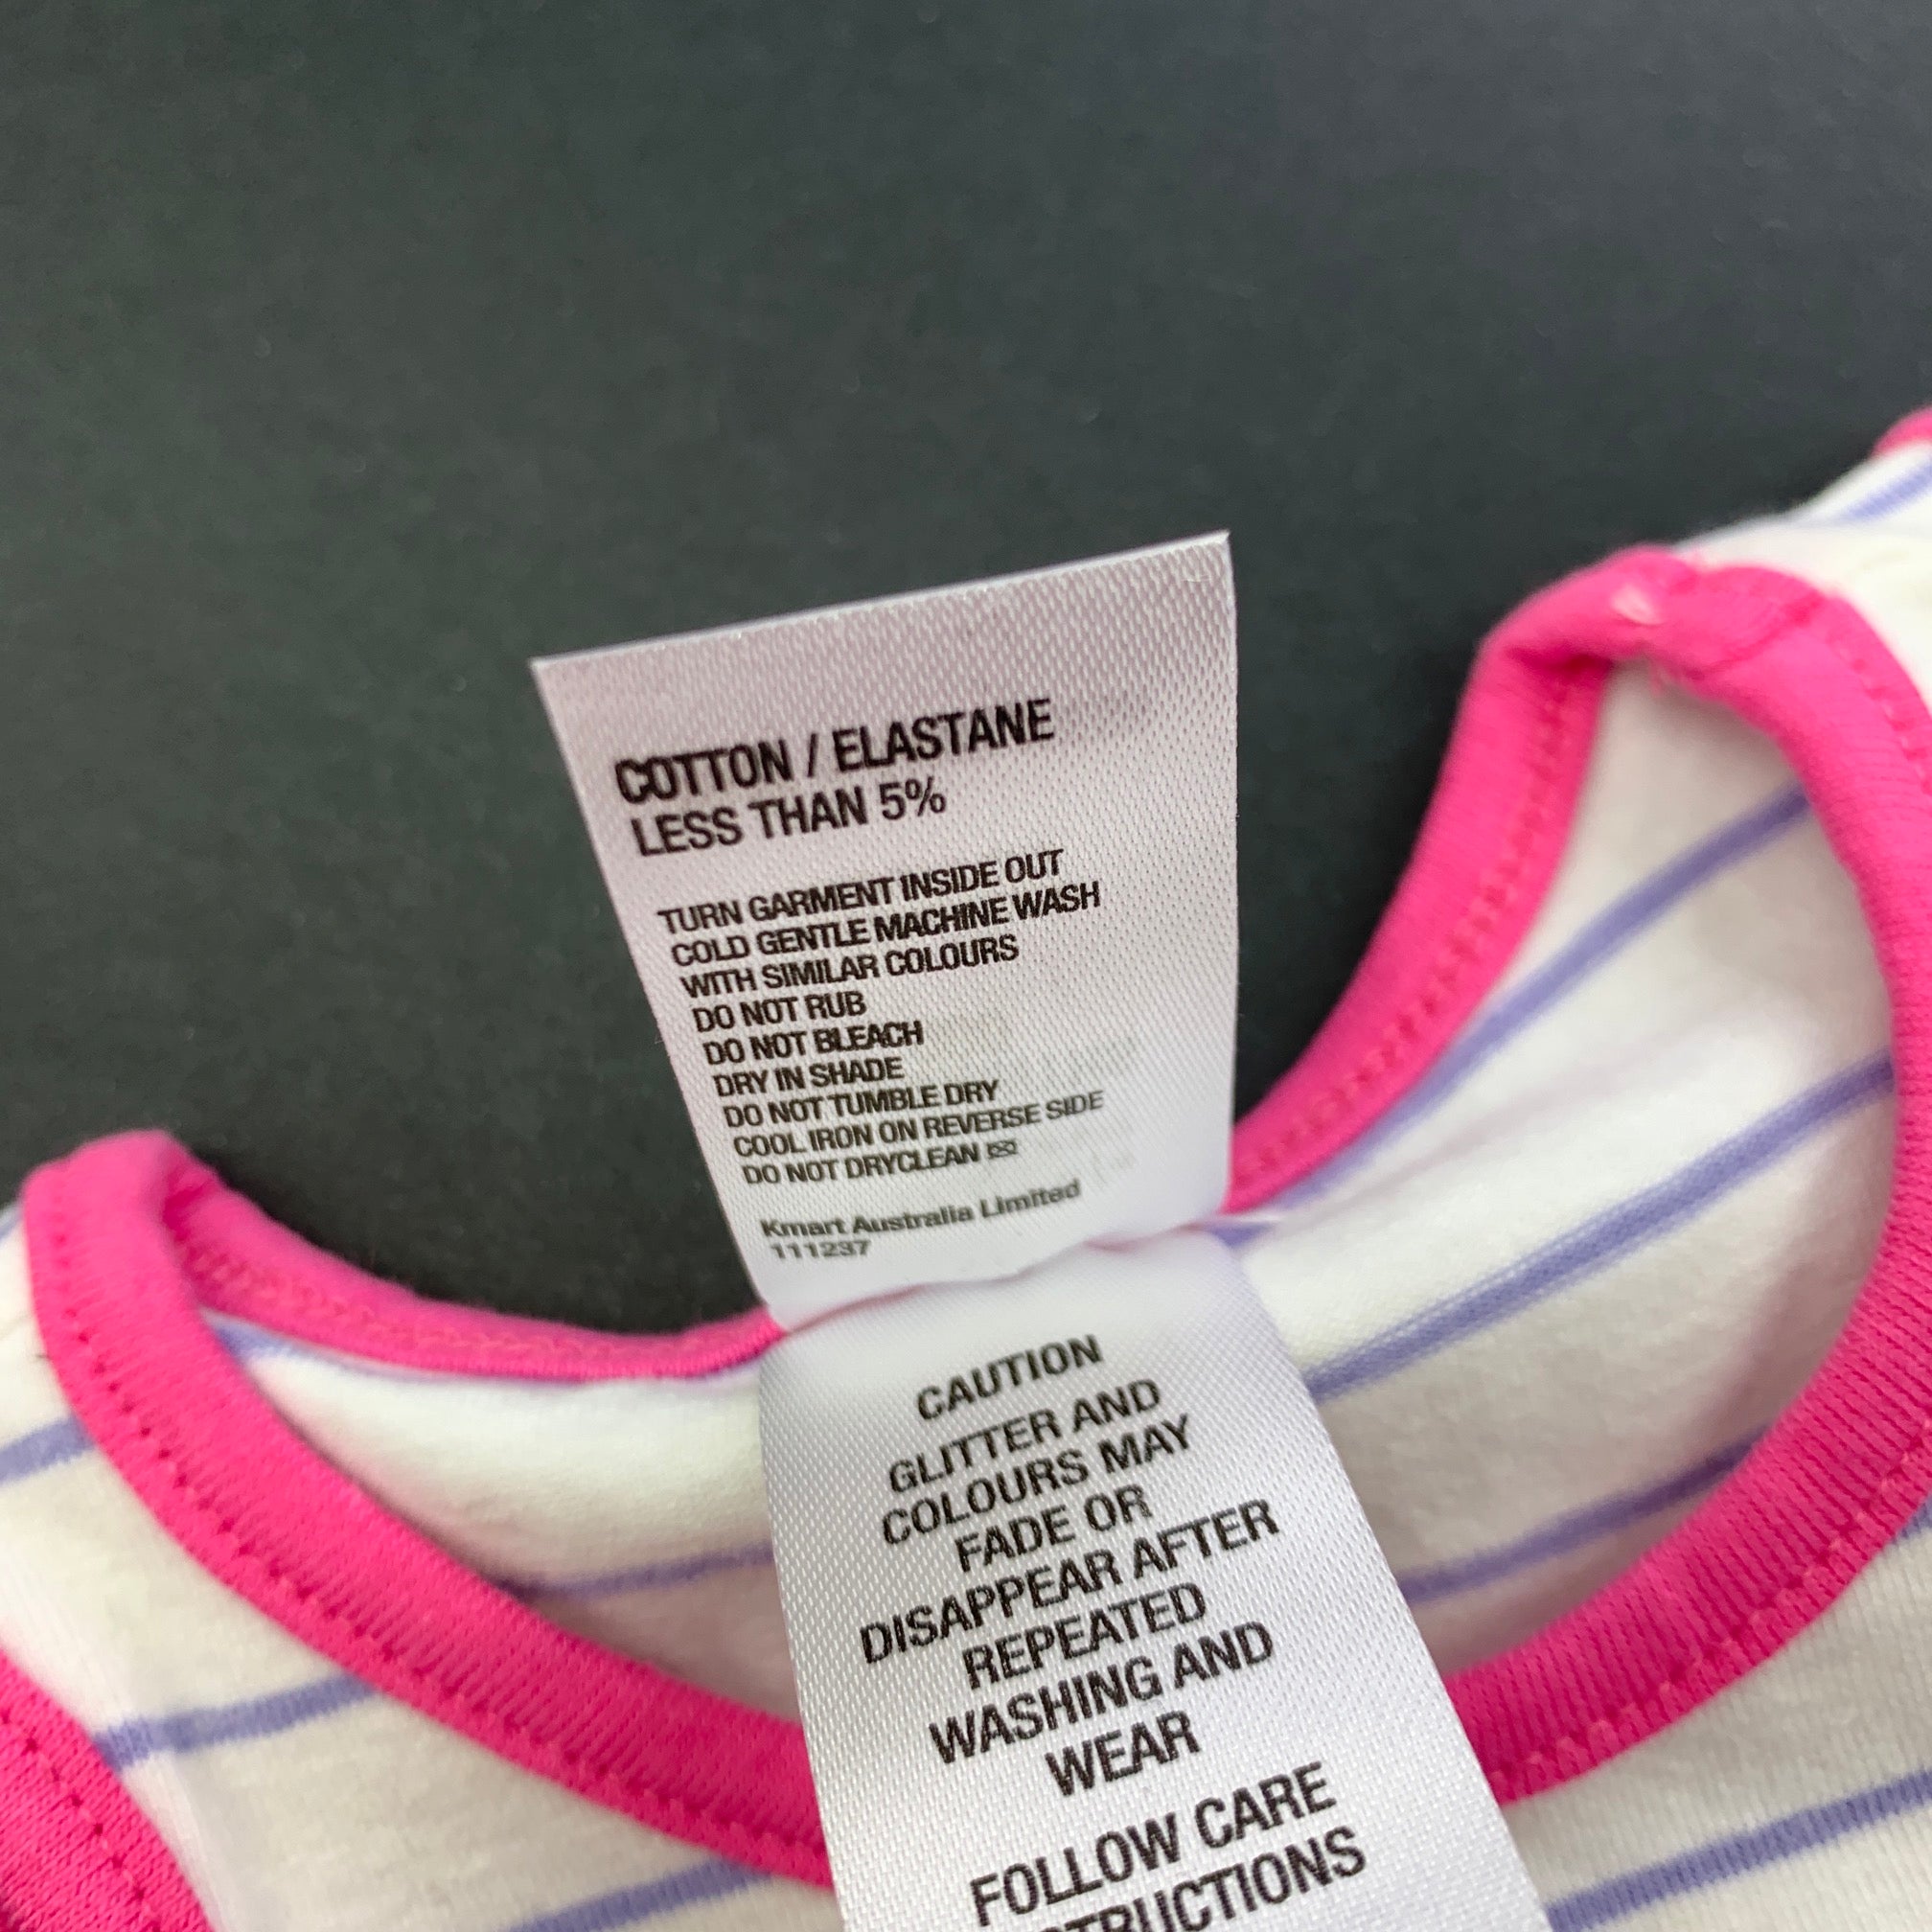 COTTON / ELASTANE
LESS THAN 5%
TURN GARMENT INSIDE OUT
COLD GENTLE MACHINE WASH
WITH SIMILAR COLOURS
DO NOT RUB
DO NOT BLEACH
DRY IN SHADE
DO NOT TUMBLE DRY
COOL IRON ON REVERSE SIDE
DO NOT DRYCLEAN
Kmart Australia Limited
111237
CAUTION
GLITTER AND
COLOURS MAY
FADE OR
DISAPPEAR AFTER
REPEATED
WASHING AND
WEAR
FOLLOW CARE